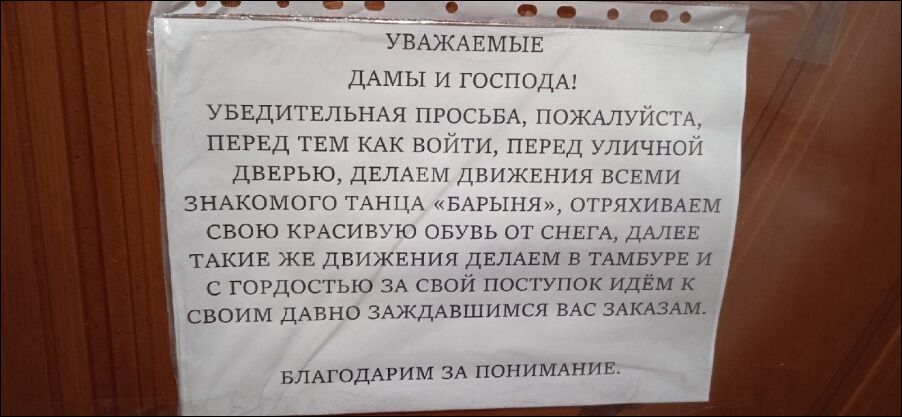 УВАЖАЕМЫЕ
ДАМЫ И ГОСПОДА!
УБЕДИТЕЛЬНАЯ ПРОСЬБА, ПОЖАЛУЙСТА,
ПЕРЕД ТЕМ КАК ВОЙТИ, ПЕРЕД УЛИЧНОЙ
ДВЕРЬЮ, ДЕЛАЕМ ДВИЖЕНИЯ ВСЕМИ
ЗНАКОМОГО ТАНЦА «БАРЫНЯ», ОТРЯХИВАЕМ
СВОЮ КРАСИВУЮ ОБУВЬ ОТ СНЕГА, ДАЛЕЕ
ТАКИЕ ЖЕ ДВИЖЕНИЯ ДЕЛАЕМ В ТАМБУРЕ И
С ГОРДОСТЬЮ ЗА СВОЙ ПОСТУПОК ИДЁМ К
СВОИМ ДАВНО ЗАЖДАВШИМСЯ ВАС ЗАКАЗАМ.
БЛАГОДАРИМ ЗА ПОНИМАНИЕ.